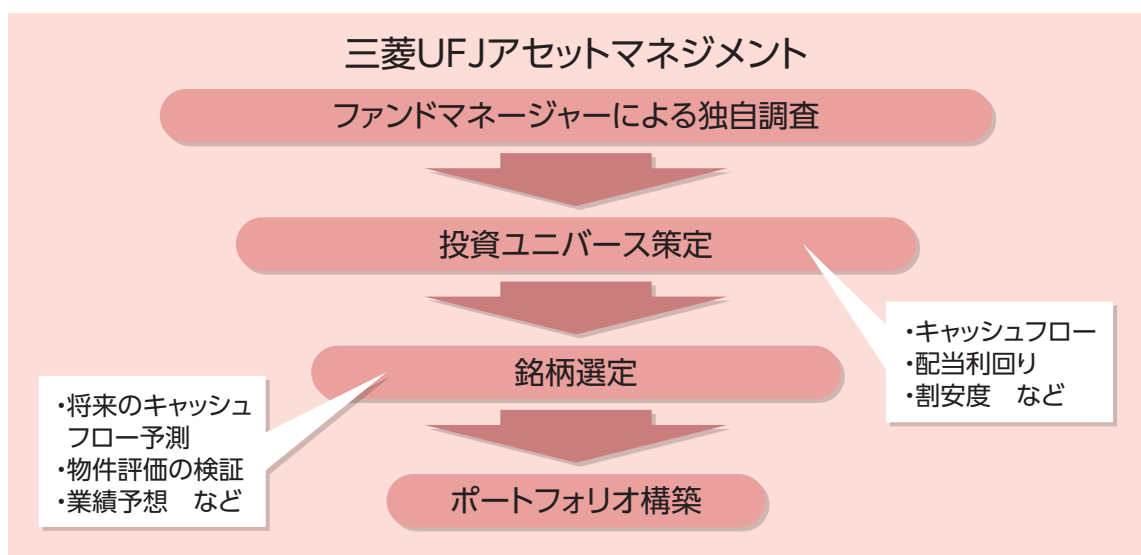 三菱UFJアセットマネジメント
ファンドマネージャーによる独自調査
投資ユニバース策定
・キャッシュフロー
・配当利回り
・割安度　など
銘柄選定
・将来のキャッシュ
フロー予測
・物件評価の検証
・業績予想　など
ポートフォリオ構築